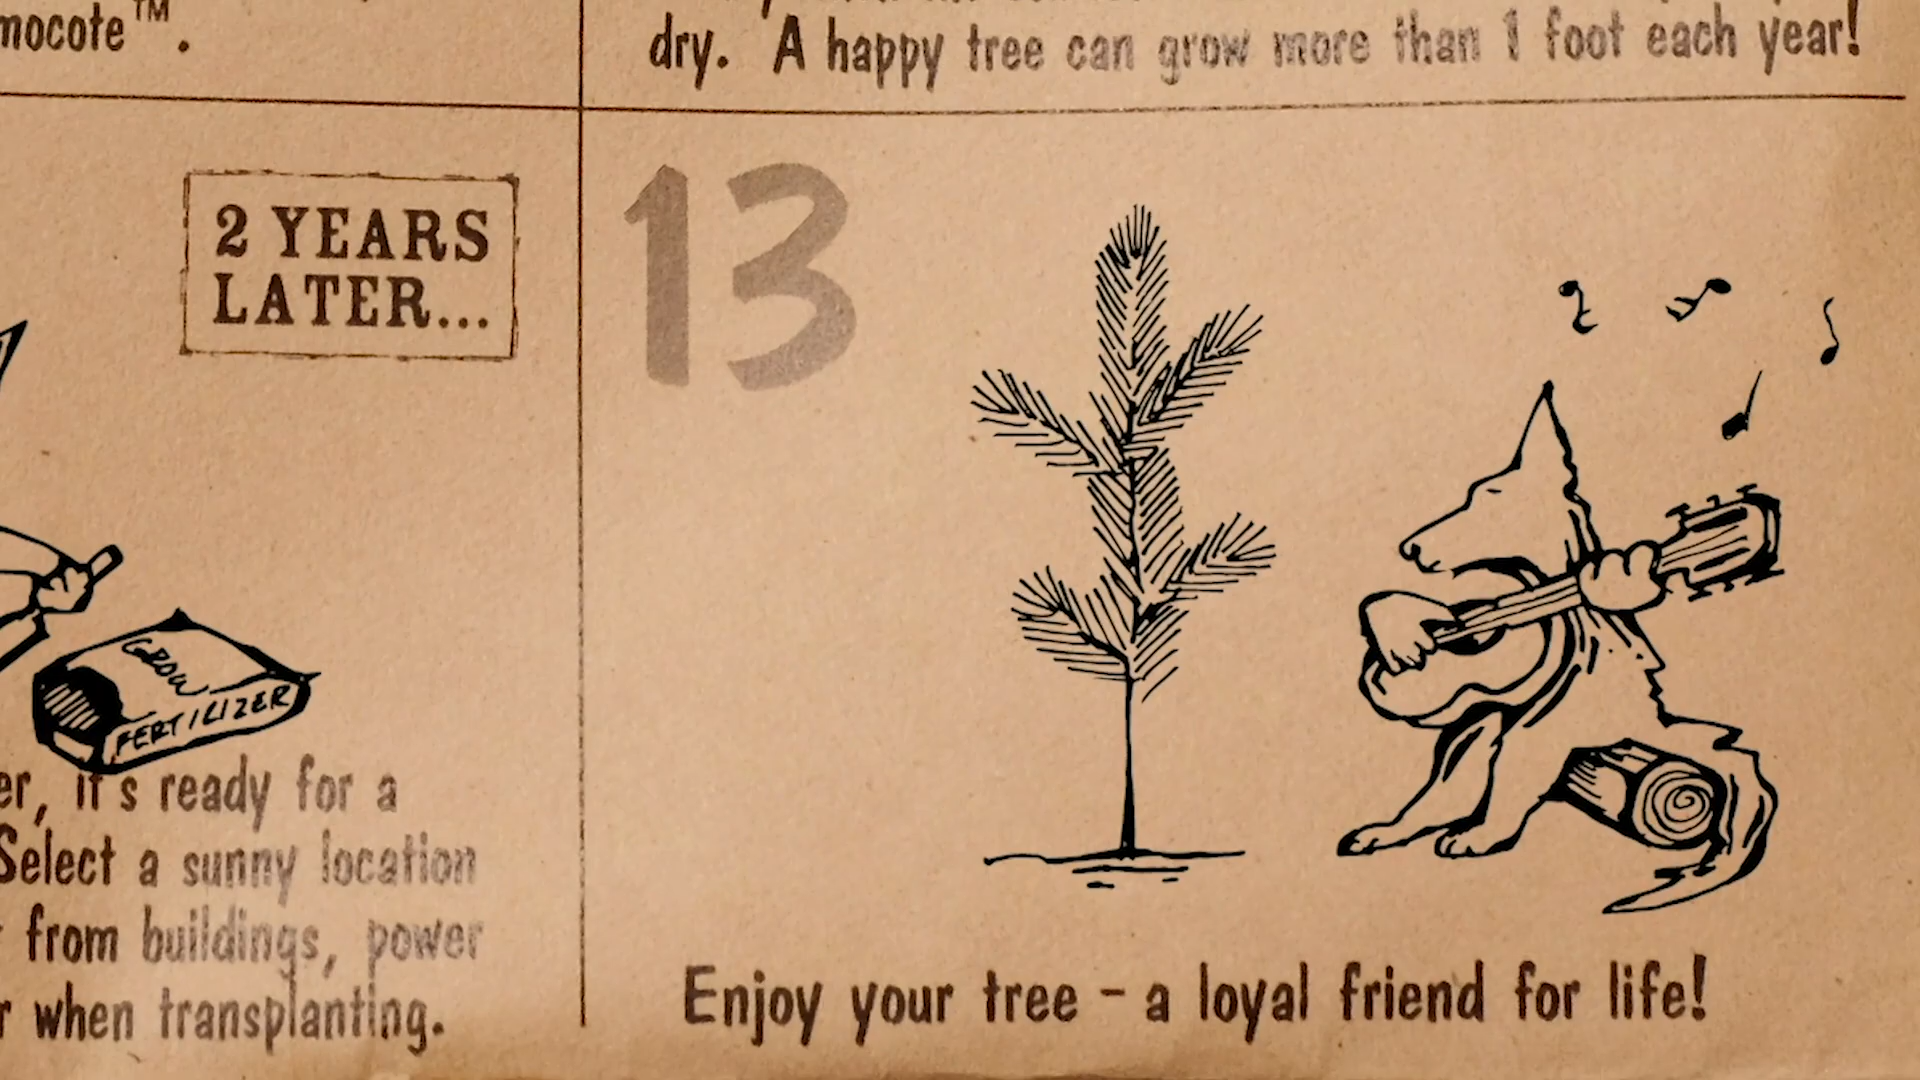 mocote™.
dry. A happy tree can grow more than 1 foot each year!
2 YEARS
LATER...
GROW
FERTILIZER
er, it's ready for a
Select a sunny location
from buildings, power
r when transplanting.
13
Enjoy your tree – a loyal friend for life!